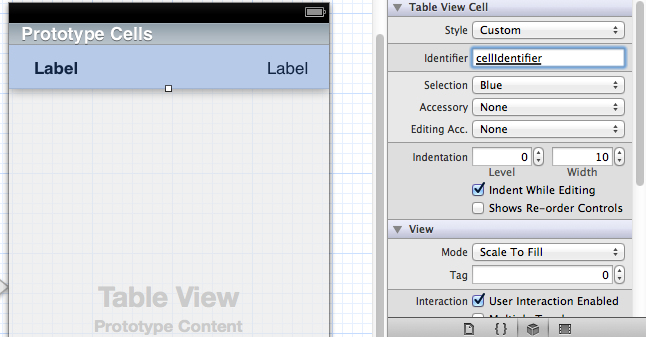 Prototype Cells
Label Label
Table View
Prototype Content
Table View Cell
Style Custom
Identifier cellIdentifier
Selection Blue
Accessory None
Editing Acc. None
Indentation 0 10
Level Width
Indent While Editing
Shows Re-order Controls
View
Mode Scale To Fill
Tag 0
Interaction User Interaction Enabled
{ }